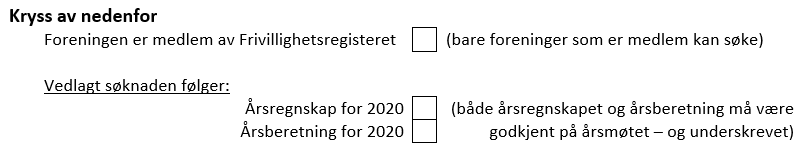 Kryss av nedenfor
Foreningen er medlem av Frivillighetsregisteret (bare foreninger som er medlem kan søke)
Vedlagt søknaden følger:
Årsregnskap for 2020 (både årsregnskapet og årsberetning må være
Årsberetning for 2020 godkjent på årsmøtet – og underskrevet)